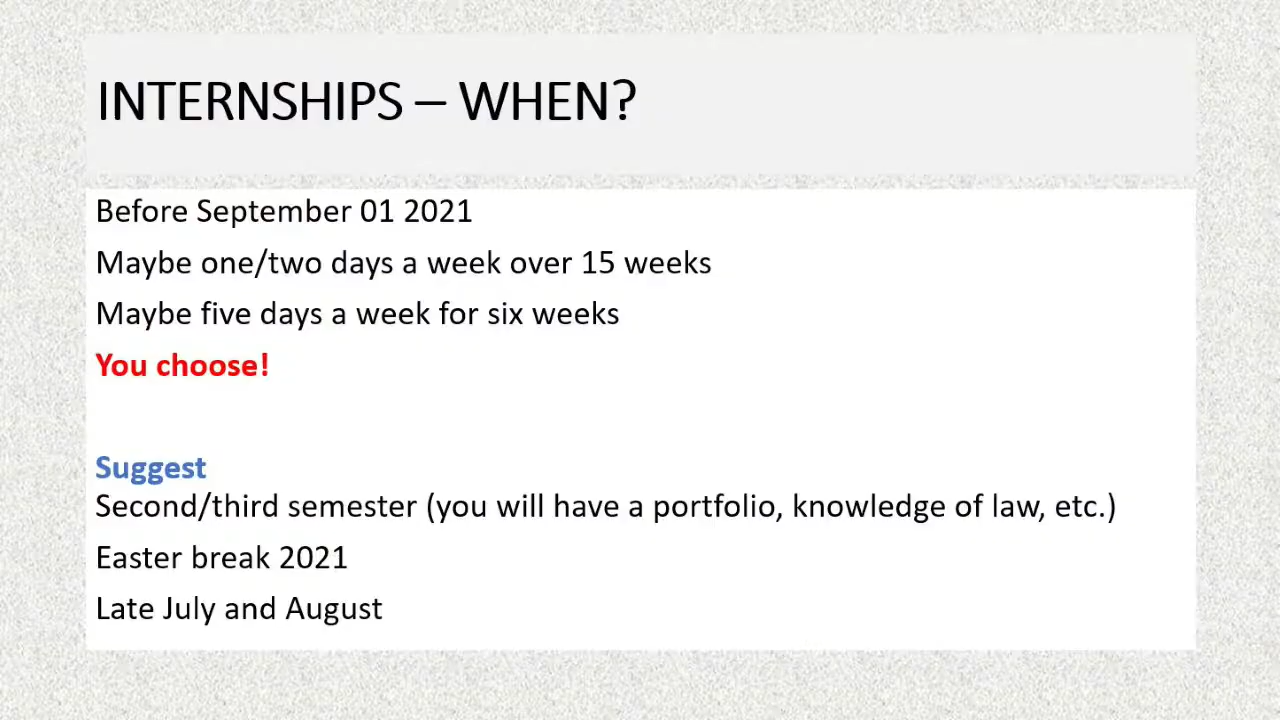 INTERNSHIPS – WHEN?
Before September 01 2021
Maybe one/two days a week over 15 weeks
Maybe five days a week for six weeks
You choose!
Suggest
Second/third semester (you will have a portfolio, knowledge of law, etc.)
Easter break 2021
Late July and August